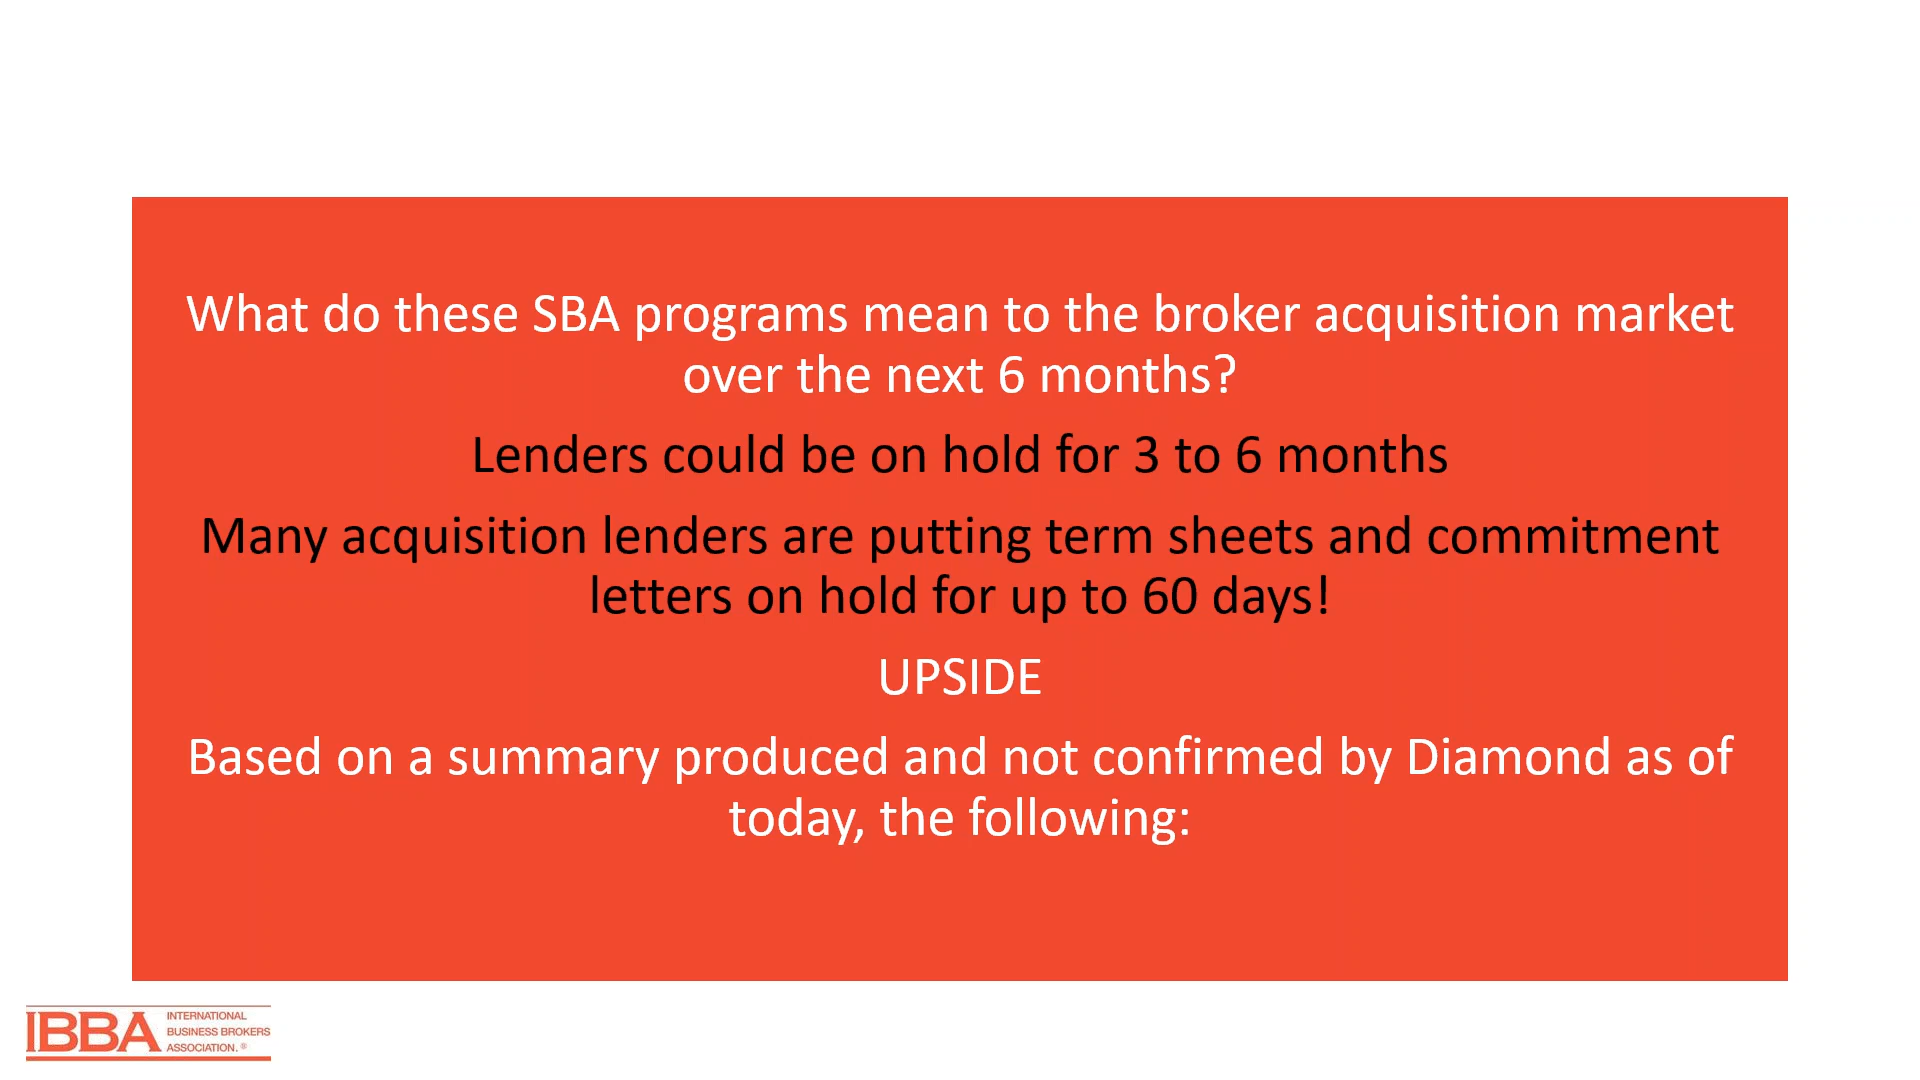 What do these SBA programs mean to the broker acquisition market
over the next 6 months?
Lenders could be on hold for 3 to 6 months
Many acquisition lenders are putting term sheets and commitment
letters on hold for up to 60 days!
UPSIDE
Based on a summary produced and not confirmed by Diamond as of
today, the following:
IBBA
INTERNATIONAL
BUSINESS BROKERS
ASSOCIATION. ®